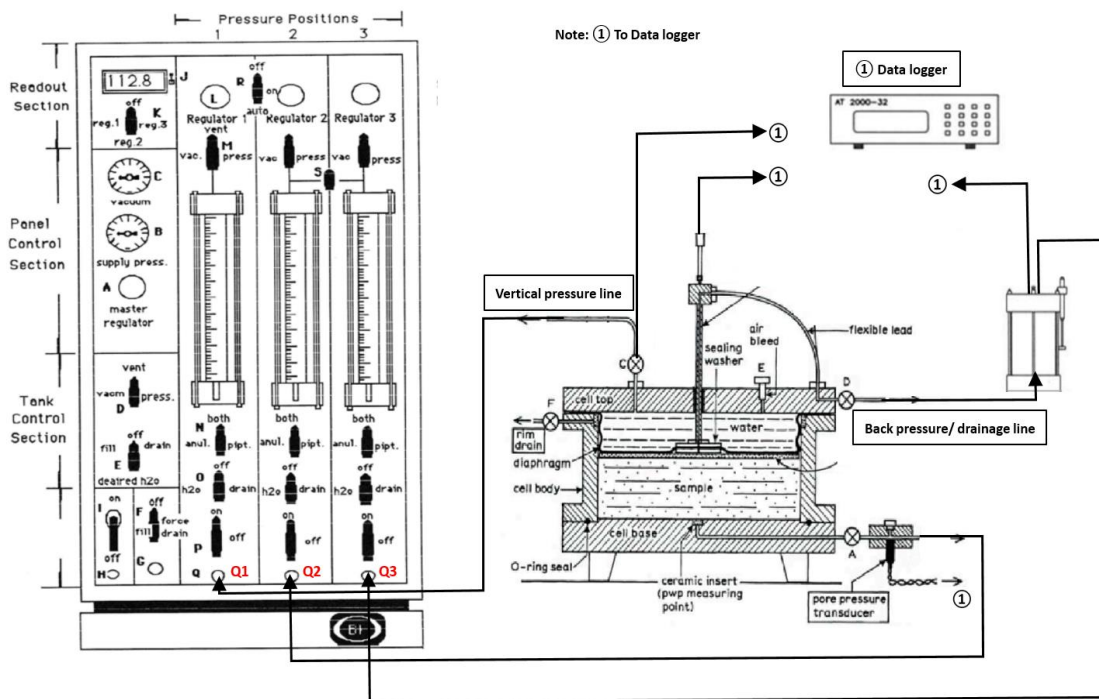 Pressure Positions
1 2 3
Note: ① To Data logger
① Data logger
AT 2000-32
①
①
①
Readout
Section
112.8
J
off
K
reg.1
reg.3
reg.2
L
off
R
on
auto
Regulator 1
Regulator 2
Regulator 3
vent
M
vac.
press
vac
press
vac
press
S
Panel
Control
Section
C
vacuum
B
supply press.
A
master
regulator
Vertical pressure line
sealing
washer
air
bleed
E
flexible lead
C
D
Back pressure/ drainage line
cell top
F
water
rim
drain
diaphragm
cell body
sample
cell base
A
O-ring seal
ceramic insert
(pwp measuring
point)
pore pressure
transducer
①
Tank
Control
Section
vent
vacm
press.
D
off
fill
drain
E
deaired h2o
both
both
both
N
anul.
pipt.
anul.
pipt.
anul.
pipt.
off
off
off
O
h2o
drain
h2o
drain
h2o
drain
on
I
off
H
off
F
force
fill
drain
G
on
on
on
P
off
off
off
Q
Q1
Q2
Q3
BI